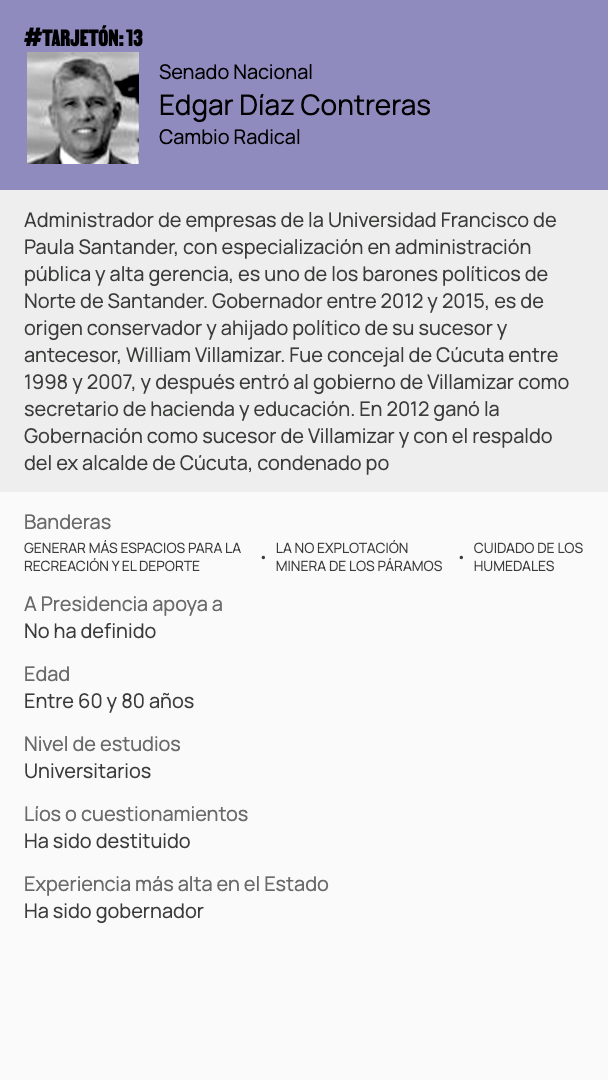 #TARJETÓN: 13
Senado Nacional
Edgar Díaz Contreras
Cambio Radical
Administrador de empresas de la Universidad Francisco de
Paula Santander, con especialización en administración
pública y alta gerencia, es uno de los barones políticos de
Norte de Santander. Gobernador entre 2012 y 2015, es de
origen conservador y ahijado político de su sucesor y
antecesor, William Villamizar. Fue concejal de Cúcuta entre
1998 y 2007, y después entró al gobierno de Villamizar como
secretario de hacienda y educación. En 2012 ganó la
Gobernación como sucesor de Villamizar y con el respaldo
del ex alcalde de Cúcuta, condenado po
Banderas
GENERAR MÁS ESPACIOS PARA LA
RECREACIÓN Y EL DEPORTE
• LA NO EXPLOTACIÓN
MINERA DE LOS PÁRAMOS
• CUIDADO DE LOS
HUMEDALES
A Presidencia apoya a
No ha definido
Edad
Entre 60 y 80 años
Nivel de estudios
Universitarios
Líos o cuestionamientos
Ha sido destituido
Experiencia más alta en el Estado
Ha sido gobernador